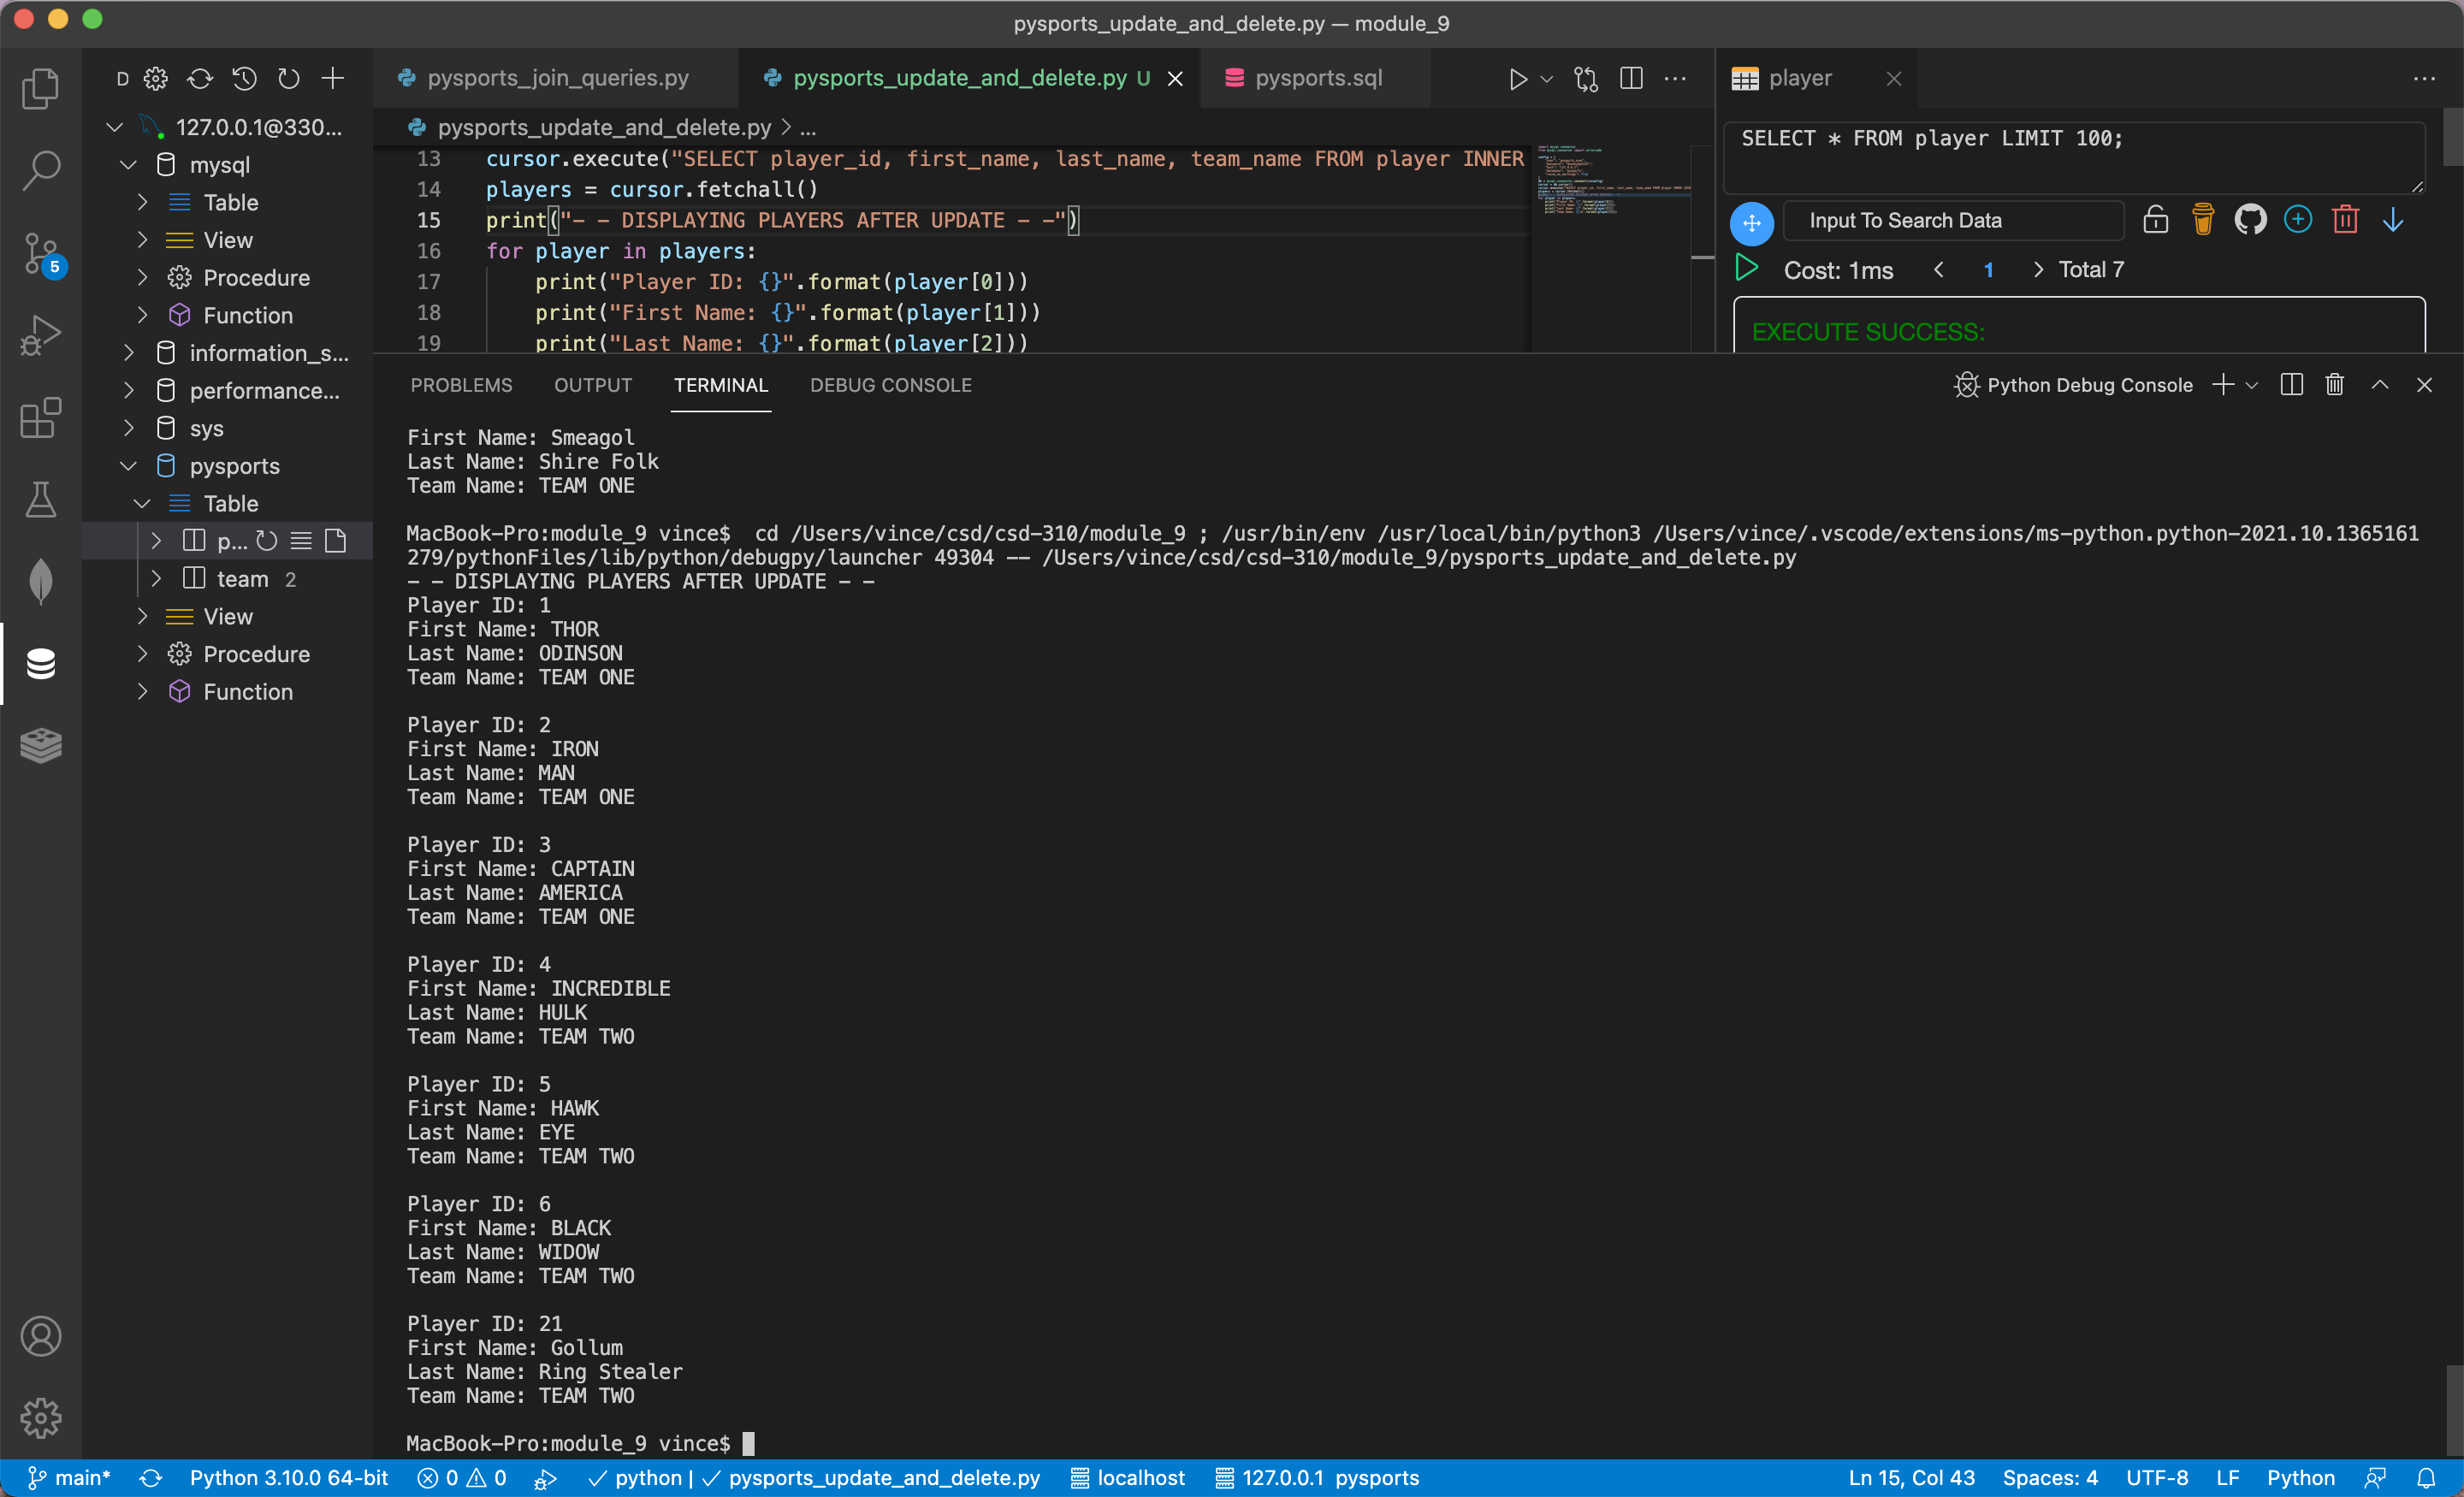 pysports_update_and_delete.py — module_9
D
127.0.0.1@330...
mysql
Table
View
Procedure
Function
information_s...
performance...
sys
pysports
Table
p...
team 2
View
Procedure
Function
5
pysports_join_queries.py
pysports_update_and_delete.py U
pysports.sql
pysports_update_and_delete.py > ...
13 cursor.execute("SELECT player_id, first_name, last_name, team_name FROM player INNER
14 players = cursor.fetchall()
15 print("- - DISPLAYING PLAYERS AFTER UPDATE - -")
16 for player in players:
17 print("Player ID: {}".format(player[0]))
18 print("First Name: {}".format(player[1]))
19 print("Last Name: {}".format(player[2]))
player
SELECT * FROM player LIMIT 100;
Input To Search Data
Cost: 1ms < 1 > Total 7
EXECUTE SUCCESS:
PROBLEMS OUTPUT TERMINAL DEBUG CONSOLE
Python Debug Console
First Name: Smeagol
Last Name: Shire Folk
Team Name: TEAM ONE
MacBook-Pro:module_9 vince$  cd /Users/vince/csd/csd-310/module_9 ; /usr/bin/env /usr/local/bin/python3 /Users/vince/.vscode/extensions/ms-python.python-2021.10.1365161
279/pythonFiles/lib/python/debugpy/launcher 49304 -- /Users/vince/csd/csd-310/module_9/pysports_update_and_delete.py
- - DISPLAYING PLAYERS AFTER UPDATE - -
Player ID: 1
First Name: THOR
Last Name: ODINSON
Team Name: TEAM ONE
Player ID: 2
First Name: IRON
Last Name: MAN
Team Name: TEAM ONE
Player ID: 3
First Name: CAPTAIN
Last Name: AMERICA
Team Name: TEAM ONE
Player ID: 4
First Name: INCREDIBLE
Last Name: HULK
Team Name: TEAM TWO
Player ID: 5
First Name: HAWK
Last Name: EYE
Team Name: TEAM TWO
Player ID: 6
First Name: BLACK
Last Name: WIDOW
Team Name: TEAM TWO
Player ID: 21
First Name: Gollum
Last Name: Ring Stealer
Team Name: TEAM TWO
MacBook-Pro:module_9 vince$
main* Python 3.10.0 64-bit 0 0 python | pysports_update_and_delete.py localhost 127.0.0.1 pysports Ln 15, Col 43 Spaces: 4 UTF-8 LF Python